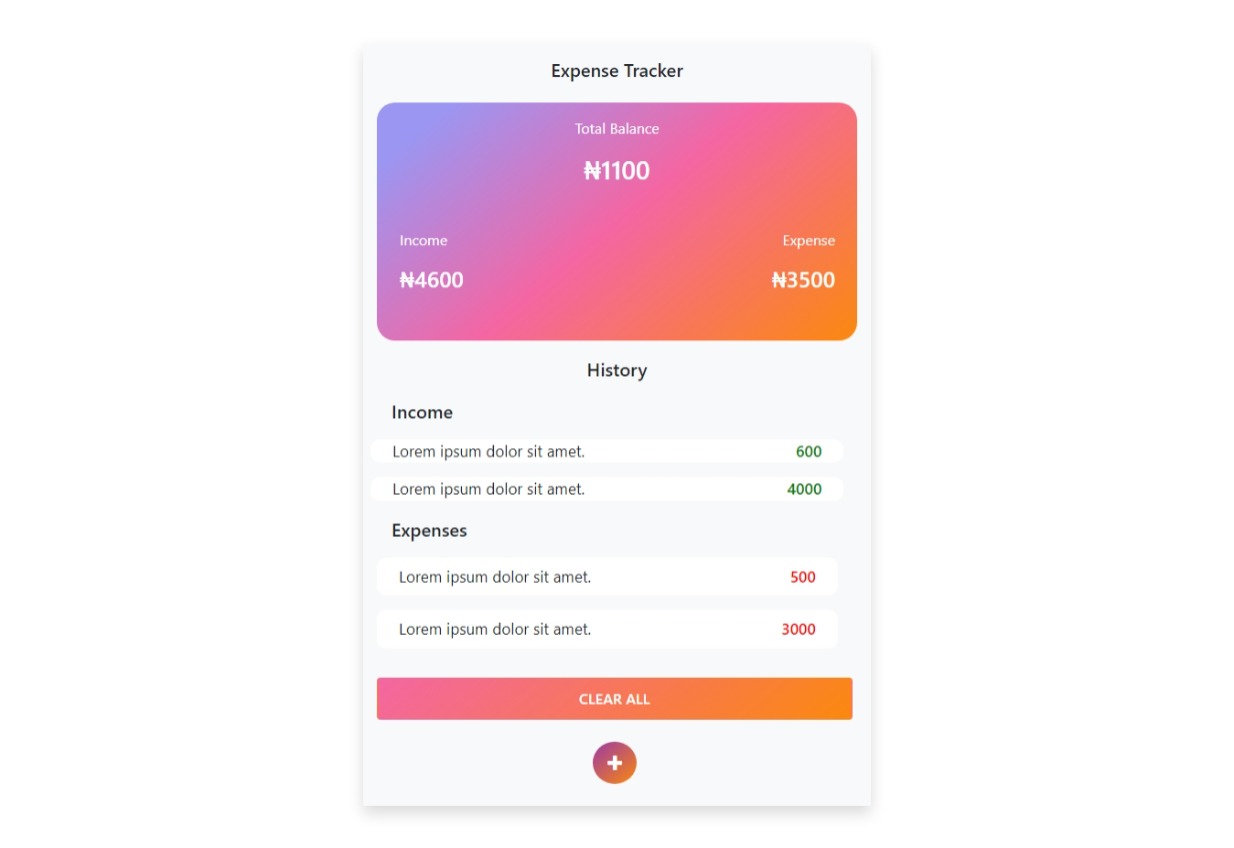 Expense Tracker
Total Balance
₦1100
Income Expense
₦4600 ₦3500
History
Income
Lorem ipsum dolor sit amet. 600
Lorem ipsum dolor sit amet. 4000
Expenses
Lorem ipsum dolor sit amet. 500
Lorem ipsum dolor sit amet. 3000
CLEAR ALL
+